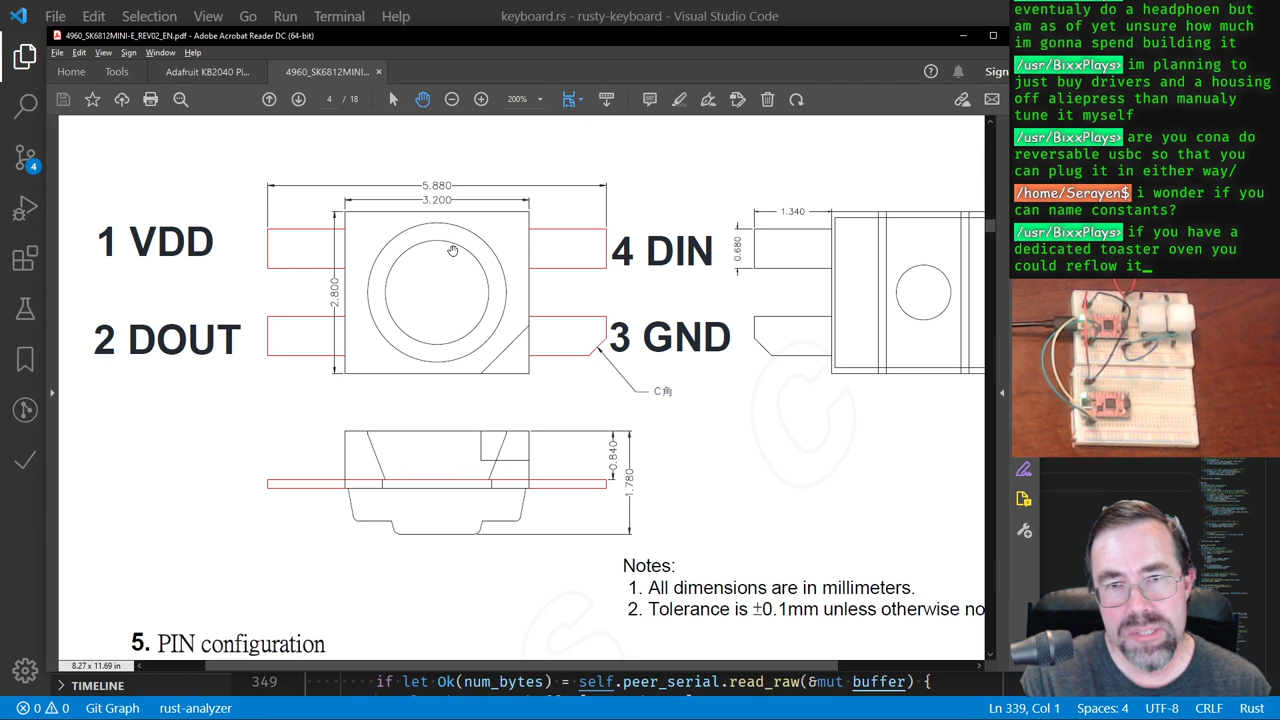 File Edit Selection View Go Run Terminal Help
keyboard.rs - rusty-keyboard - Visual Studio Code
4960_SK6812MINI-E_REV02_EN.pdf - Adobe Acrobat Reader DC (64-bit)
File Edit View Sign Window Help
Home Tools Adafruit KB2040 Pi... 4960_SK6812MINI... × Sign
4 / 18 200%
5.880
3.200
1 VDD
4 DIN
2.800
2 DOUT
3 GND
C角
1.340
0.680
0.840
1.780
Notes:
1. All dimensions are in millimeters.
2. Tolerance is ±0.1mm unless otherwise no
5. PIN configuration
8.27 x 11.69 in
TIMELINE
349 if let Ok(num_bytes) = self.peer_serial.read_raw(&mut buffer) {
0 0 Git Graph rust-analyzer
Ln 339, Col 1 Spaces: 4 UTF-8 CRLF Rust
4
eventualy do a headphoen but
am as of yet unsure how much
im gonna spend building it
/usr/BixxPlays> im planning to
just buy drivers and a housing
off aliepress than manualy
tune it myself
/usr/BixxPlays> are you cona do
reversable usbc so that you
can plug it in either way/
/home/Serayen$ i wonder if you
can name constants?
/usr/BixxPlays> if you have a
dedicated toaster oven you
could reflow it_